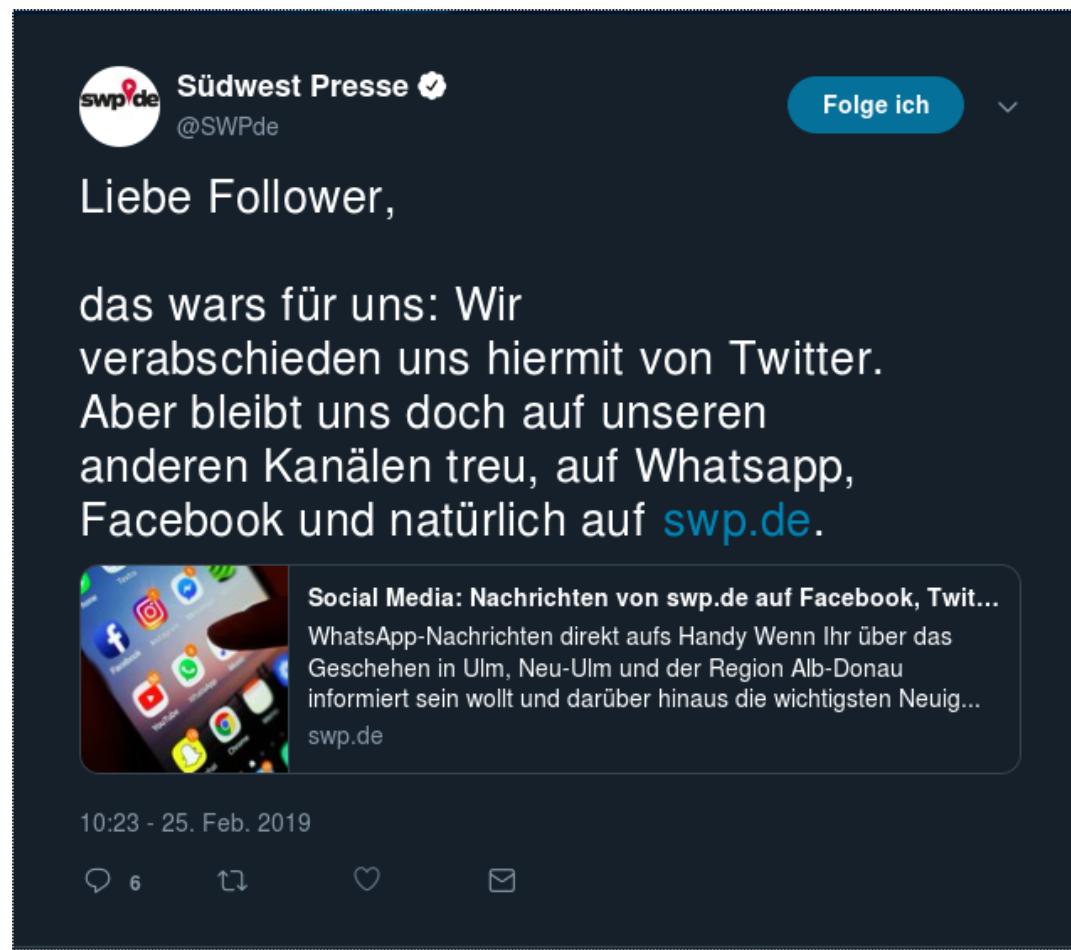 swp.de
Südwest Presse
@SWPde
Folge ich
Liebe Follower,
das wars für uns: Wir
verabschieden uns hiermit von Twitter.
Aber bleibt uns doch auf unseren
anderen Kanälen treu, auf Whatsapp,
Facebook und natürlich auf swp.de.
Social Media: Nachrichten von swp.de auf Facebook, Twit...
WhatsApp-Nachrichten direkt aufs Handy Wenn Ihr über das
Geschehen in Ulm, Neu-Ulm und der Region Alb-Donau
informiert sein wollt und darüber hinaus die wichtigsten Neuig...
swp.de
Facebook
WhatsApp
YouTube
Chrome
10:23 - 25. Feb. 2019
6